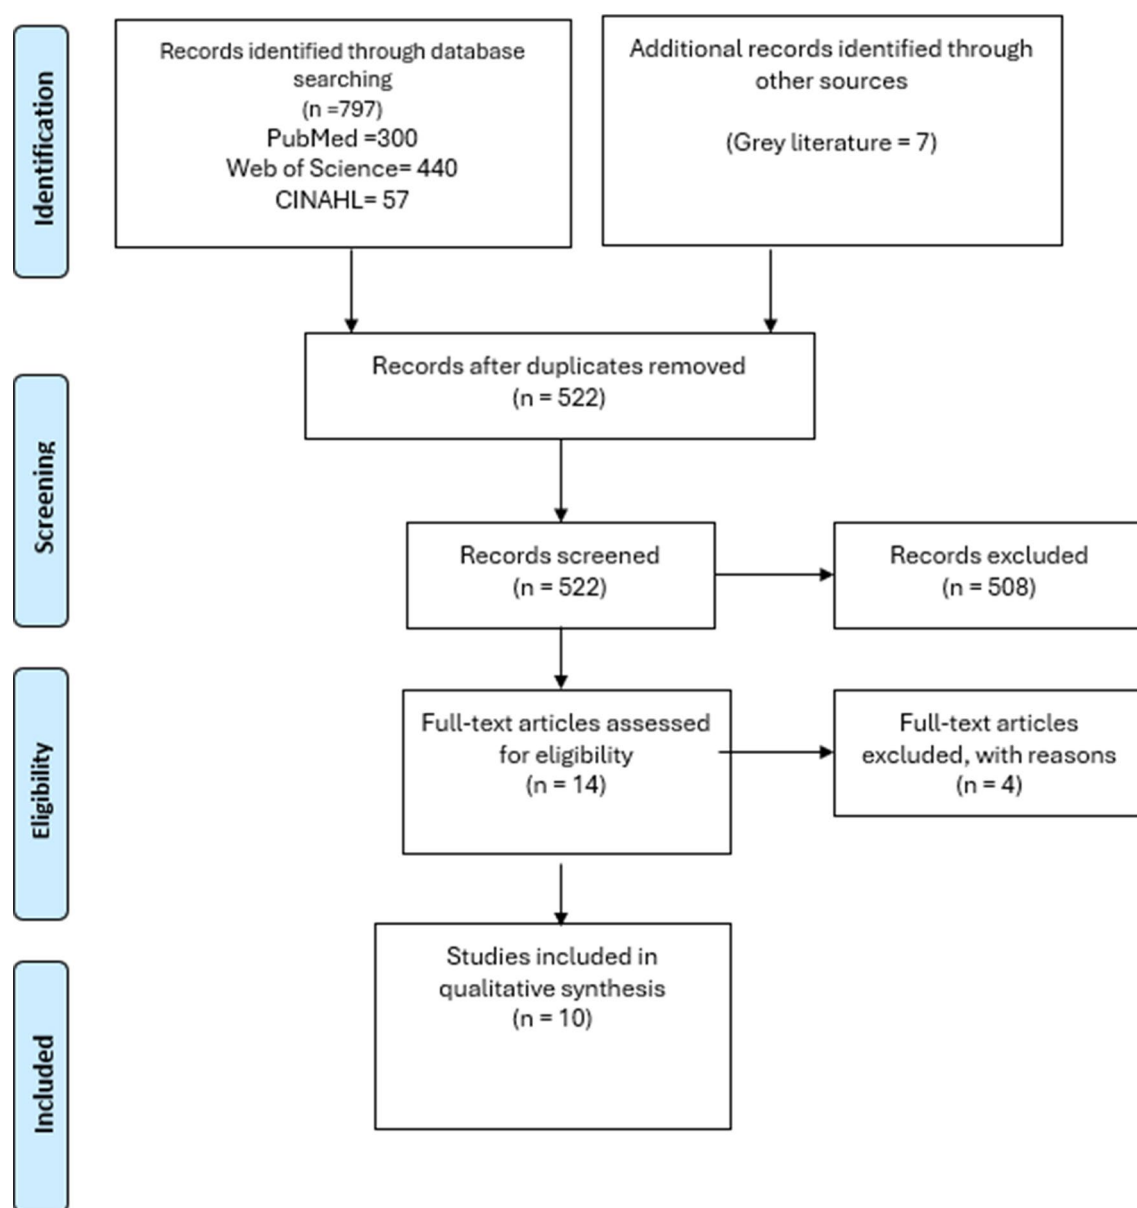 Identification
Records identified through database
searching
(n =797)
PubMed =300
Web of Science= 440
CINAHL= 57
Additional records identified through
other sources
(Grey literature = 7)
Screening
Records after duplicates removed
(n = 522)
Records screened
(n = 522)
Records excluded
(n = 508)
Eligibility
Full-text articles assessed
for eligibility
(n = 14)
Full-text articles
excluded, with reasons
(n = 4)
Included
Studies included in
qualitative synthesis
(n = 10)